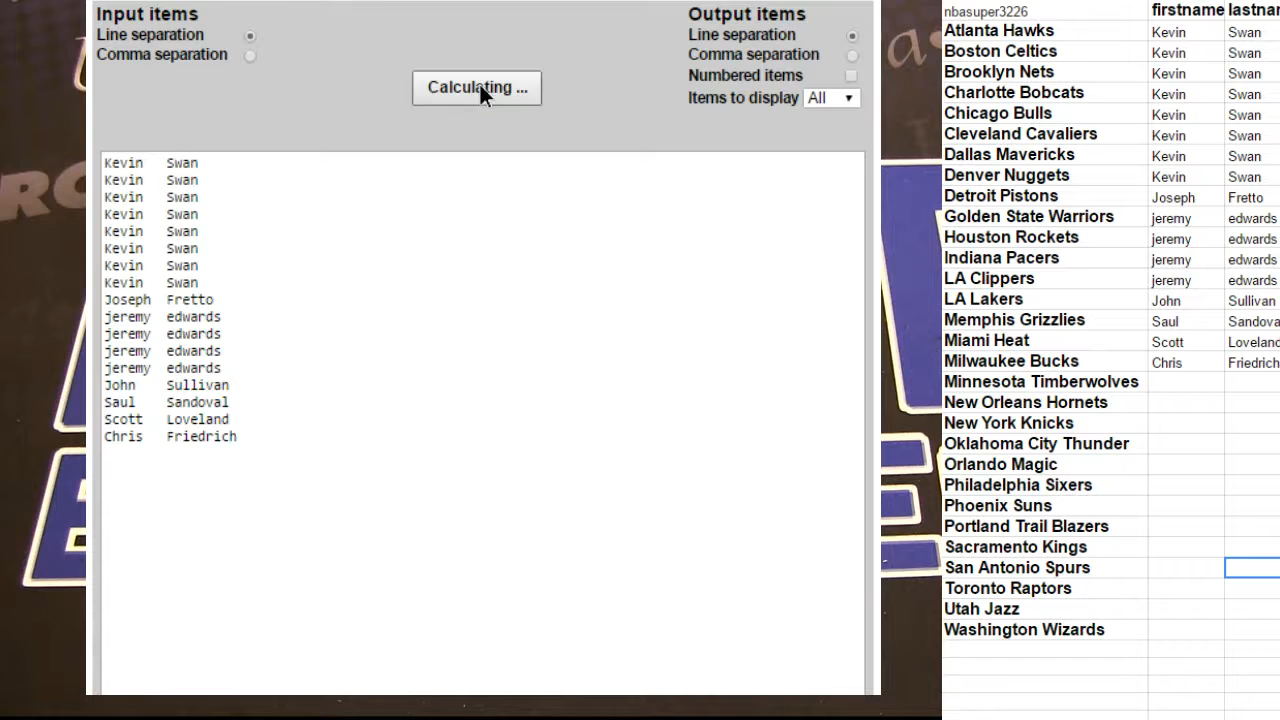 Input items
Line separation
Comma separation
Calculating ...
Output items
Line separation
Comma separation
Numbered items
Items to display All
Kevin Swan
Kevin Swan
Kevin Swan
Kevin Swan
Kevin Swan
Kevin Swan
Kevin Swan
Kevin Swan
Joseph Fretto
jeremy edwards
jeremy edwards
jeremy edwards
jeremy edwards
John Sullivan
Saul Sandoval
Scott Loveland
Chris Friedrich
nbasuper3226 firstname lastnam
Atlanta Hawks Kevin Swan
Boston Celtics Kevin Swan
Brooklyn Nets Kevin Swan
Charlotte Bobcats Kevin Swan
Chicago Bulls Kevin Swan
Cleveland Cavaliers Kevin Swan
Dallas Mavericks Kevin Swan
Denver Nuggets Kevin Swan
Detroit Pistons Joseph Fretto
Golden State Warriors jeremy edwards
Houston Rockets jeremy edwards
Indiana Pacers jeremy edwards
LA Clippers jeremy edwards
LA Lakers John Sullivan
Memphis Grizzlies Saul Sandova
Miami Heat Scott Loveland
Milwaukee Bucks Chris Friedrich
Minnesota Timberwolves
New Orleans Hornets
New York Knicks
Oklahoma City Thunder
Orlando Magic
Philadelphia Sixers
Phoenix Suns
Portland Trail Blazers
Sacramento Kings
San Antonio Spurs
Toronto Raptors
Utah Jazz
Washington Wizards